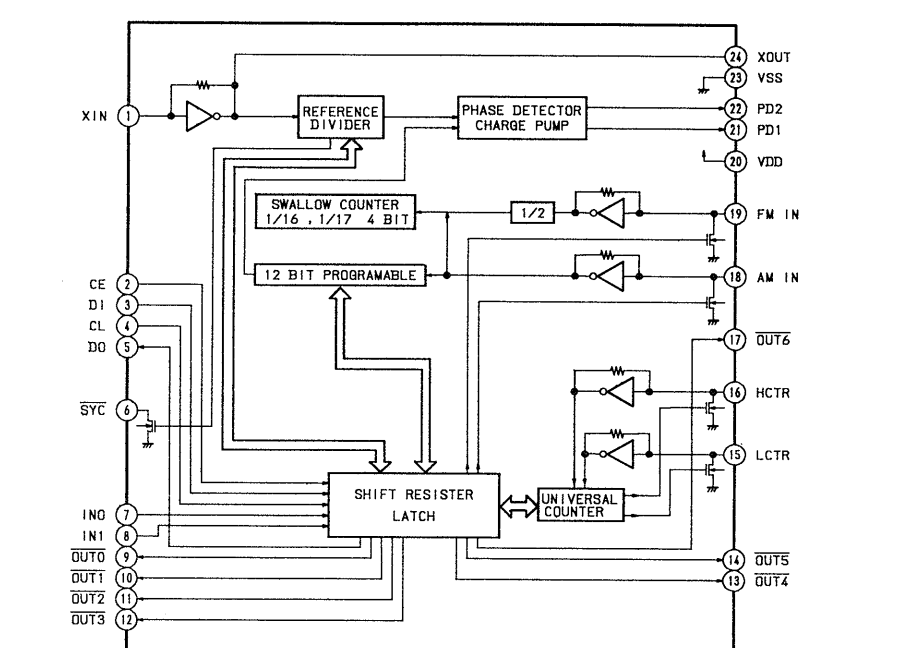 XIN 1
REFERENCE
DIVIDER
PHASE DETECTOR
CHARGE PUMP
24 XOUT
23 VSS
22 PD2
21 PD1
20 VDD
SWALLOW COUNTER
1/16 , 1/17 4 BIT
1/2
19 FM IN
12 BIT PROGRAMABLE
18 AM IN
CE 2
DI 3
CL 4
DO 5
SYC 6
17 OUT6
16 HCTR
15 LCTR
SHIFT RESISTER
LATCH
UNIVERSAL
COUNTER
IN0 7
IN1 8
OUT0 9
OUT1 10
OUT2 11
OUT3 12
14 OUT5
13 OUT4